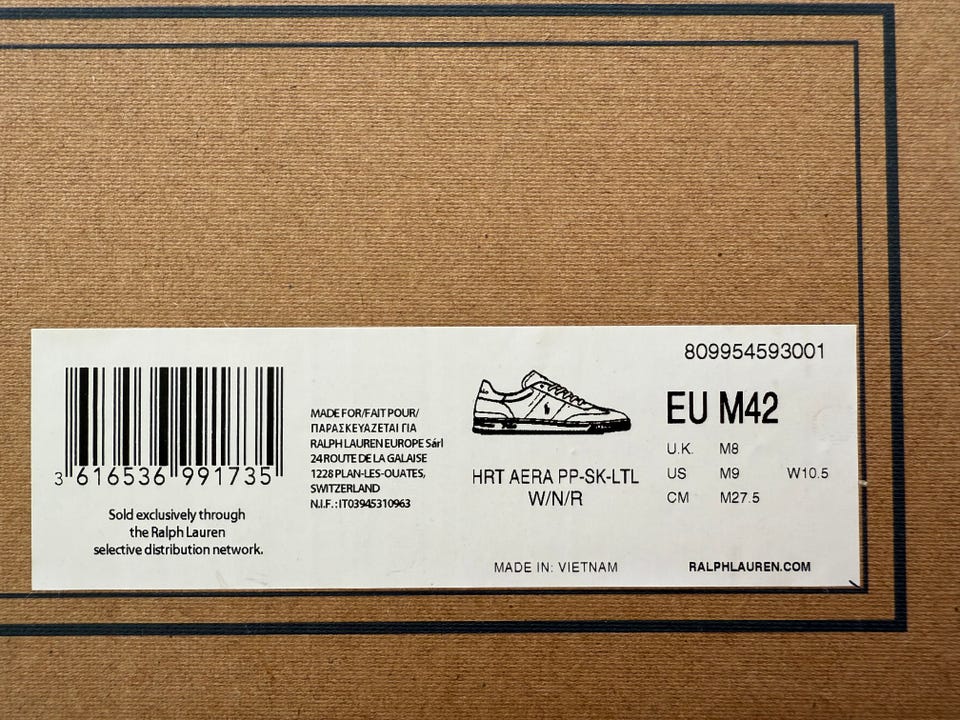 3 616536 991735
Sold exclusively through
the Ralph Lauren
selective distribution network.
MADE FOR/FAIT POUR/
ΠΑΡΑΣΚΕΥΑΖΕΤΑΙ ΓΙΑ
RALPH LAUREN EUROPE Sárl
24 ROUTE DE LA GALAISE
1228 PLAN-LES-OUATES,
SWITZERLAND
N.I.F.: IT03945310963
HRT AERA PP-SK-LTL
W/N/R
MADE IN: VIETNAM
809954593001
EU M42
U.K. M8
US M9 W10.5
CM M27.5
RALPHLAUREN.COM